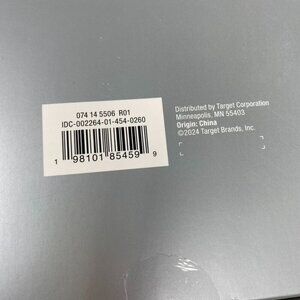 074 14 5506 R01
IDC-002264-01-454-0260
1 98101 85459 9
Distributed by Target Corporation
Minneapolis, MN 55403
Origin: China
©2024 Target Brands, Inc.